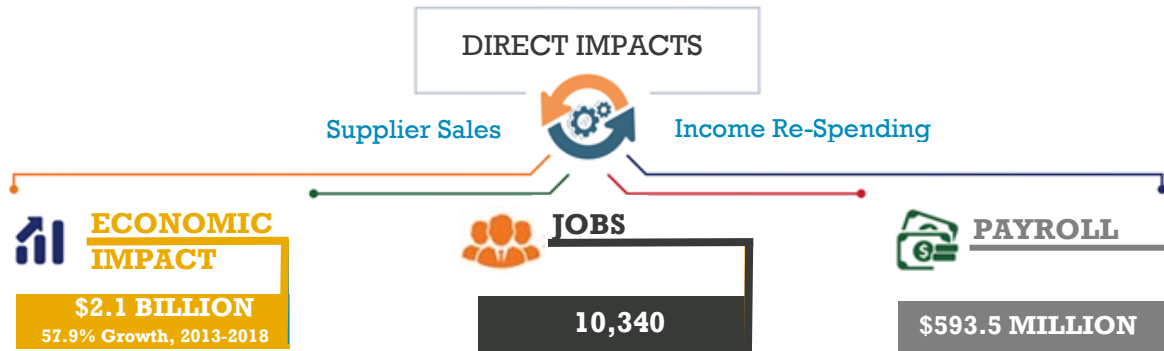 DIRECT IMPACTS
Supplier Sales
Income Re-Spending
ECONOMIC
IMPACT
$2.1 BILLION
57.9% Growth, 2013-2018
JOBS
10,340
PAYROLL
$593.5 MILLION